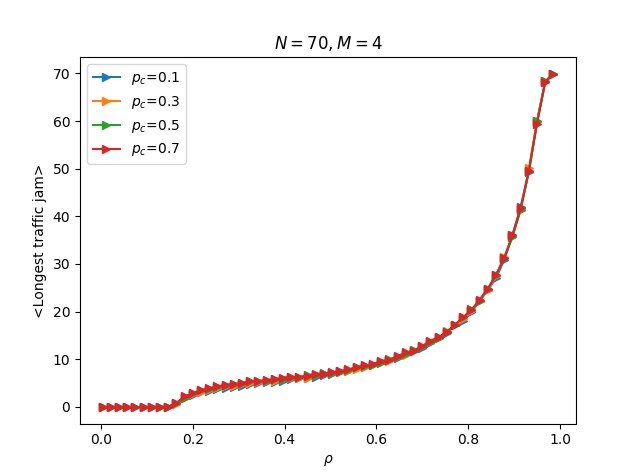 N = 70, M = 4
p_c=0.1
p_c=0.3
p_c=0.5
p_c=0.7
<Longest traffic jam>
70
60
50
40
30
20
10
0
0.0 0.2 0.4 0.6 0.8 1.0
ρ